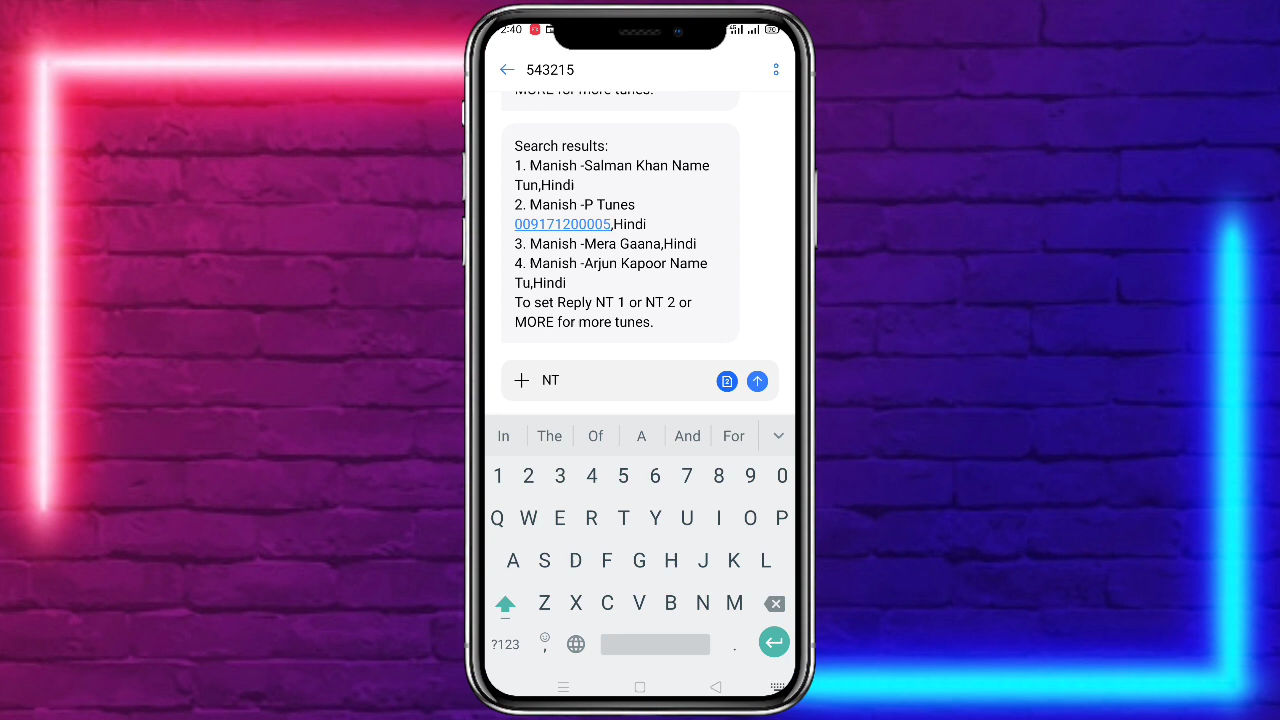 2:40
543215
MORE for more tunes.
Search results:
1. Manish -Salman Khan Name
Tun,Hindi
2. Manish -P Tunes
009171200005,Hindi
3. Manish -Mera Gaana,Hindi
4. Manish -Arjun Kapoor Name
Tu,Hindi
To set Reply NT 1 or NT 2 or
MORE for more tunes.
NT
2
In The Of A And For
1 2 3 4 5 6 7 8 9 0
Q W E R T Y U I O P
A S D F G H J K L
Z X C V B N M
?123 , .